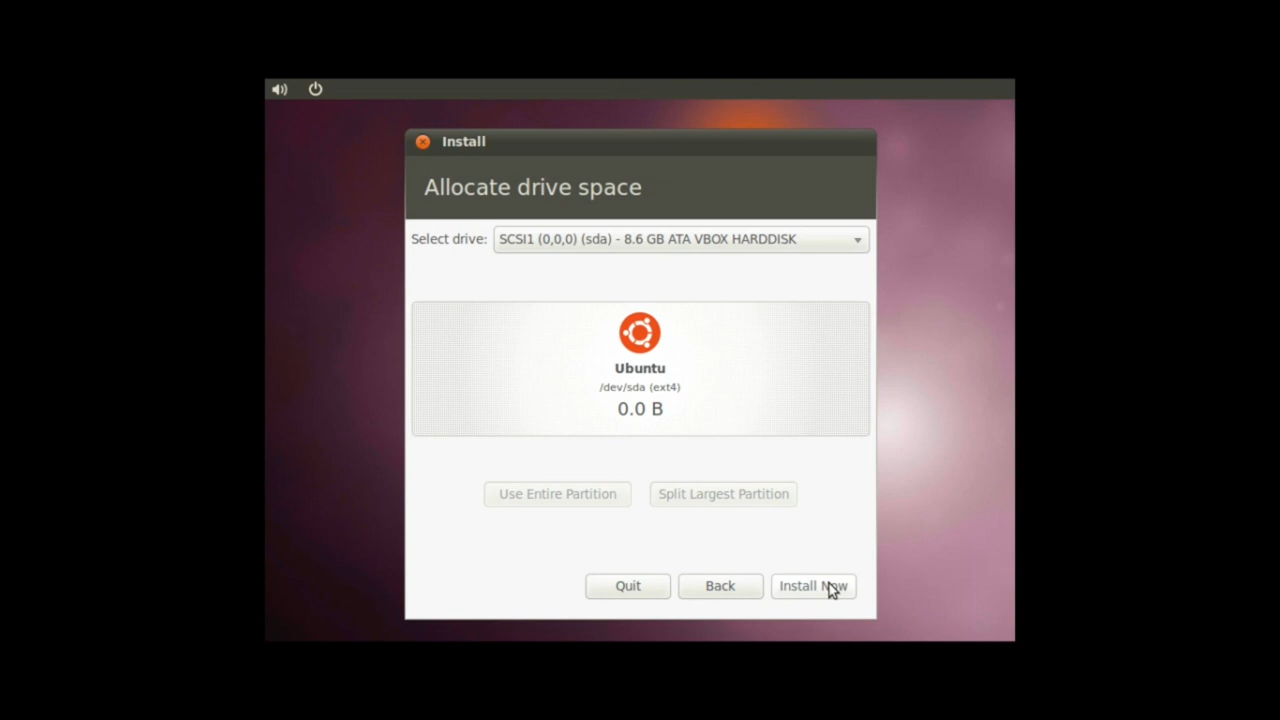 Install
Allocate drive space
Select drive: SCSI1 (0,0,0) (sda) - 8.6 GB ATA VBOX HARDDISK
Ubuntu
/dev/sda (ext4)
0.0 B
Use Entire Partition Split Largest Partition
Quit Back Install Now